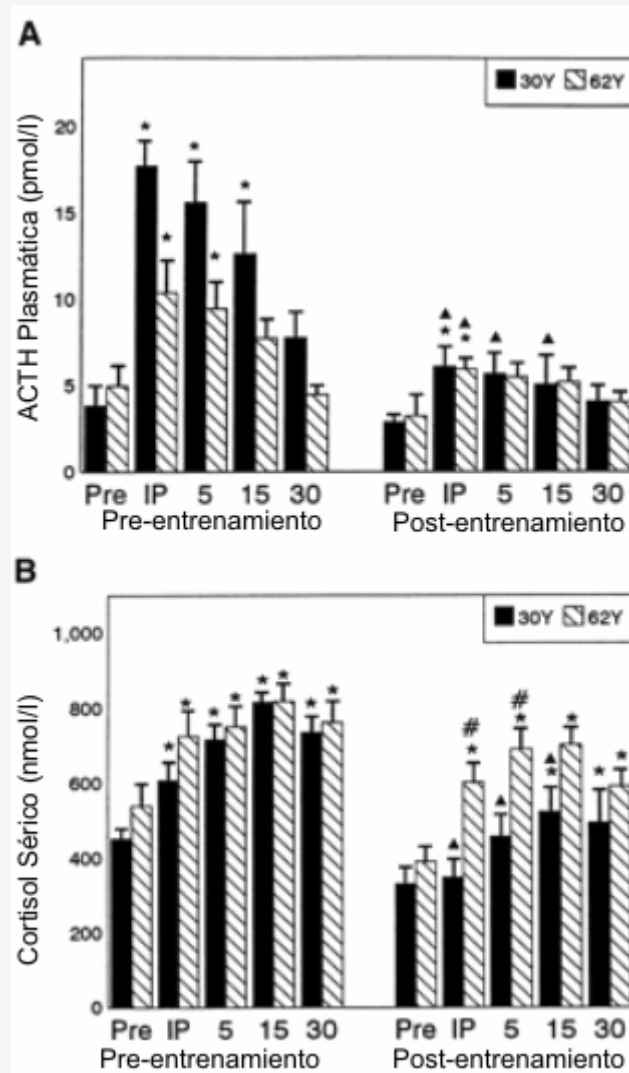 A
30Y 62Y
ACTH Plasmática (pmol/l)
20
15
10
5
0
* * * * *
▲ ▲ ▲ ▲
* *
Pre IP 5 15 30 Pre IP 5 15 30
Pre-entrenamiento Post-entrenamiento
B
30Y 62Y
Cortisol Sérico (nmol/l)
1,000
800
600
400
200
0
* * * * * * * *
# #
▲ * ▲ * ▲ * * * *
Pre IP 5 15 30 Pre IP 5 15 30
Pre-entrenamiento Post-entrenamiento